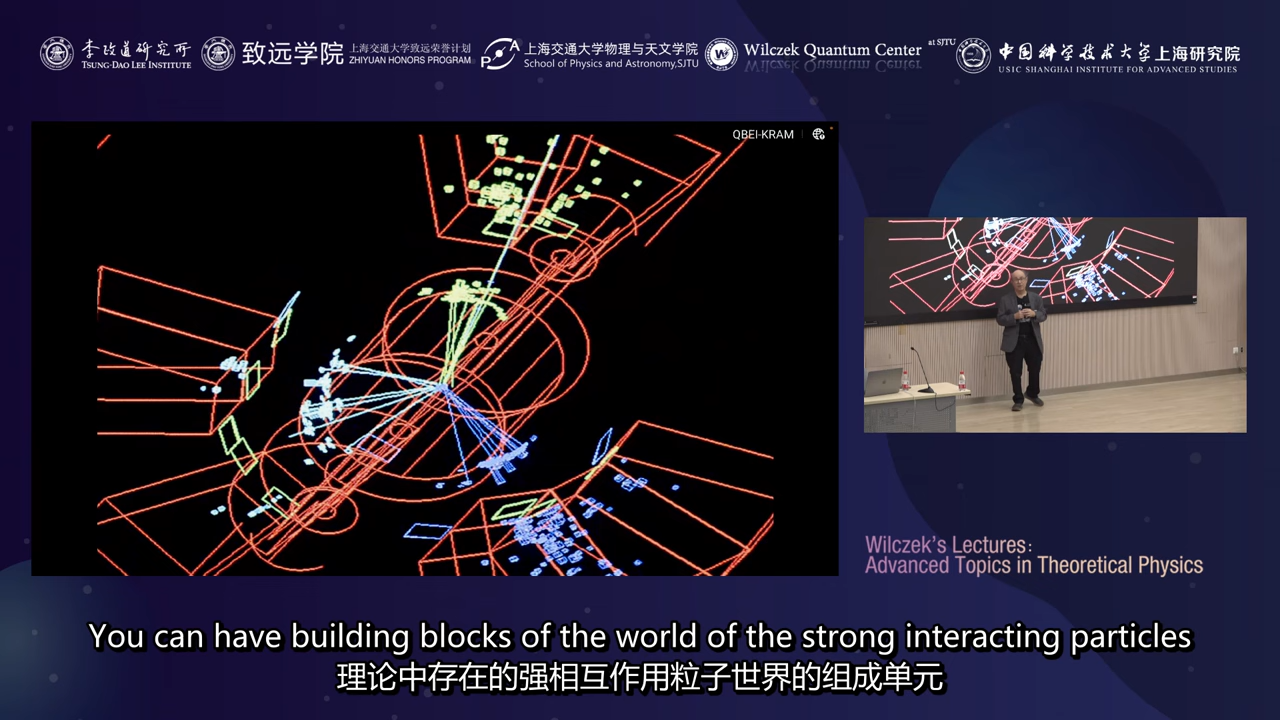 李政道研究所
TSUNG-DAO LEE INSTITUTE
致远学院
上海交通大学致远荣誉计划
ZHIYUAN HONORS PROGRAM
上海交通大学物理与天文学院
School of Physics and Astronomy,SJTU
Wilczek Quantum Center
at SJTU
中国科学技术大学上海研究院
USTC SHANGHAI INSTITUTE FOR ADVANCED STUDIES
QBEI-KRAM
Wilczek's Lectures:
Advanced Topics in Theoretical Physics
You can have building blocks of the world of the strong interacting particles
理论中存在的强相互作用粒子世界的组成单元